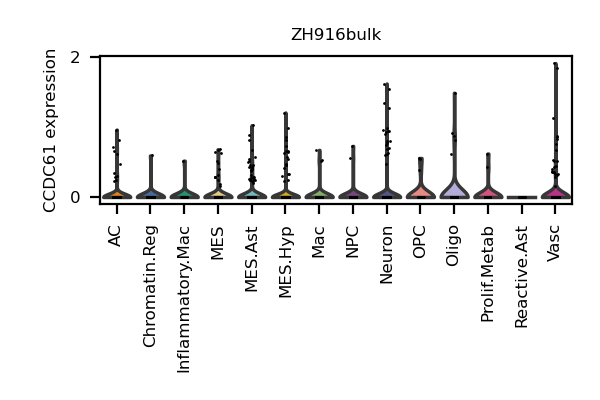 ZH916bulk
CCDC61 expression
2
0
AC
Chromatin.Reg
Inflammatory.Mac
MES
MES.Ast
MES.Hyp
Mac
NPC
Neuron
OPC
Oligo
Prolif.Metab
Reactive.Ast
Vasc